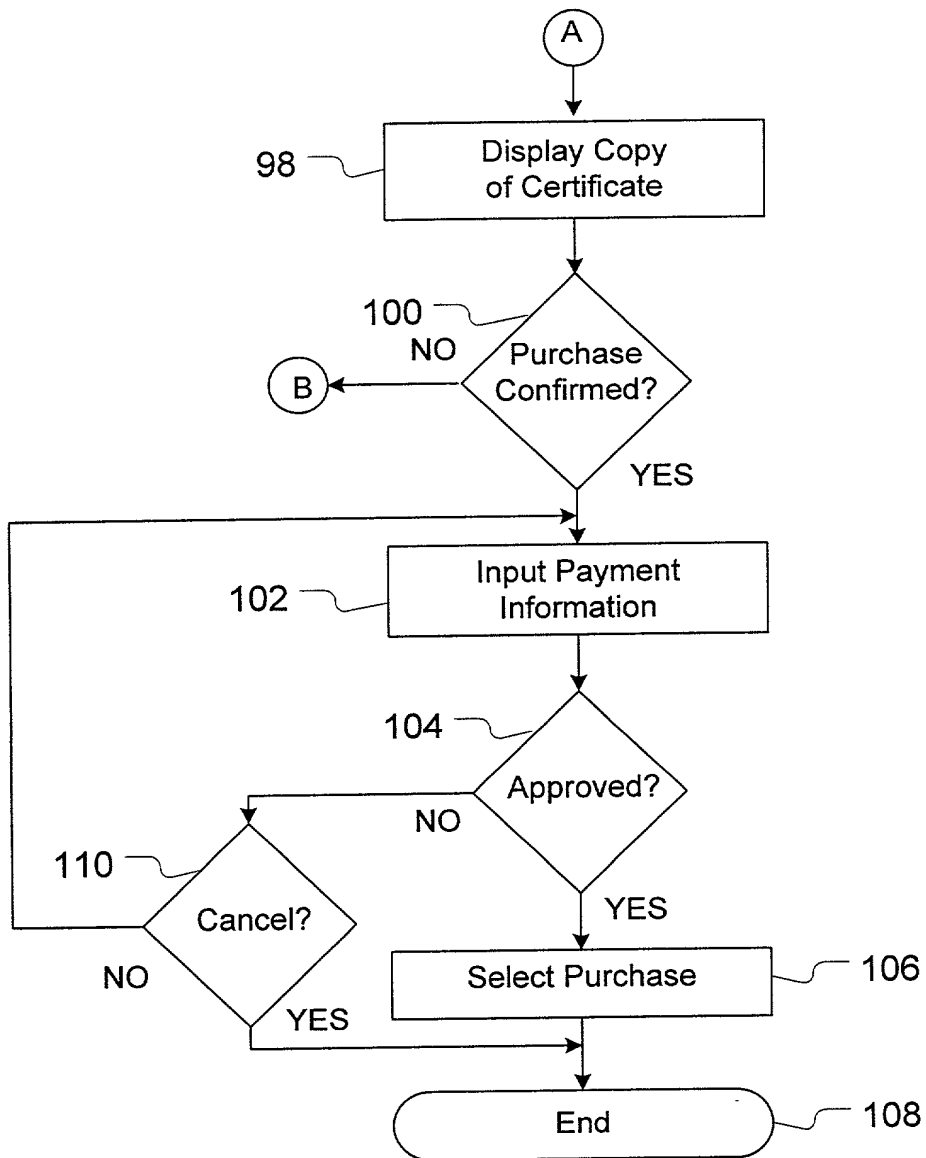 A
98
Display Copy
of Certificate
100
NO
Purchase
Confirmed?
B
YES
102
Input Payment
Information
104
Approved?
NO
110
Cancel?
YES
NO
Select Purchase
106
YES
End
108